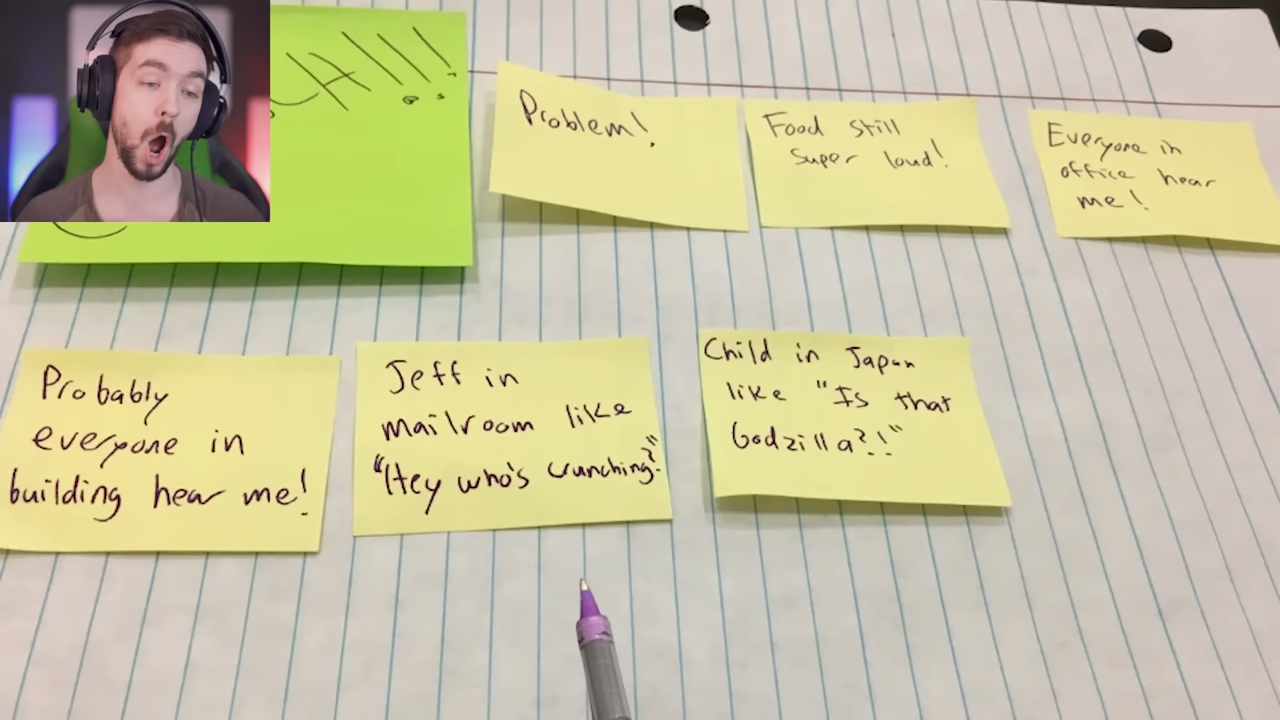 H!!!
Problem!
Food still
super loud!
Everyone in
office hear
me!
Probably
everyone in
building hear me!
Jeff in
mailroom like
"Hey who's crunching?"
Child in Japan
like "Is that
Godzilla?!"